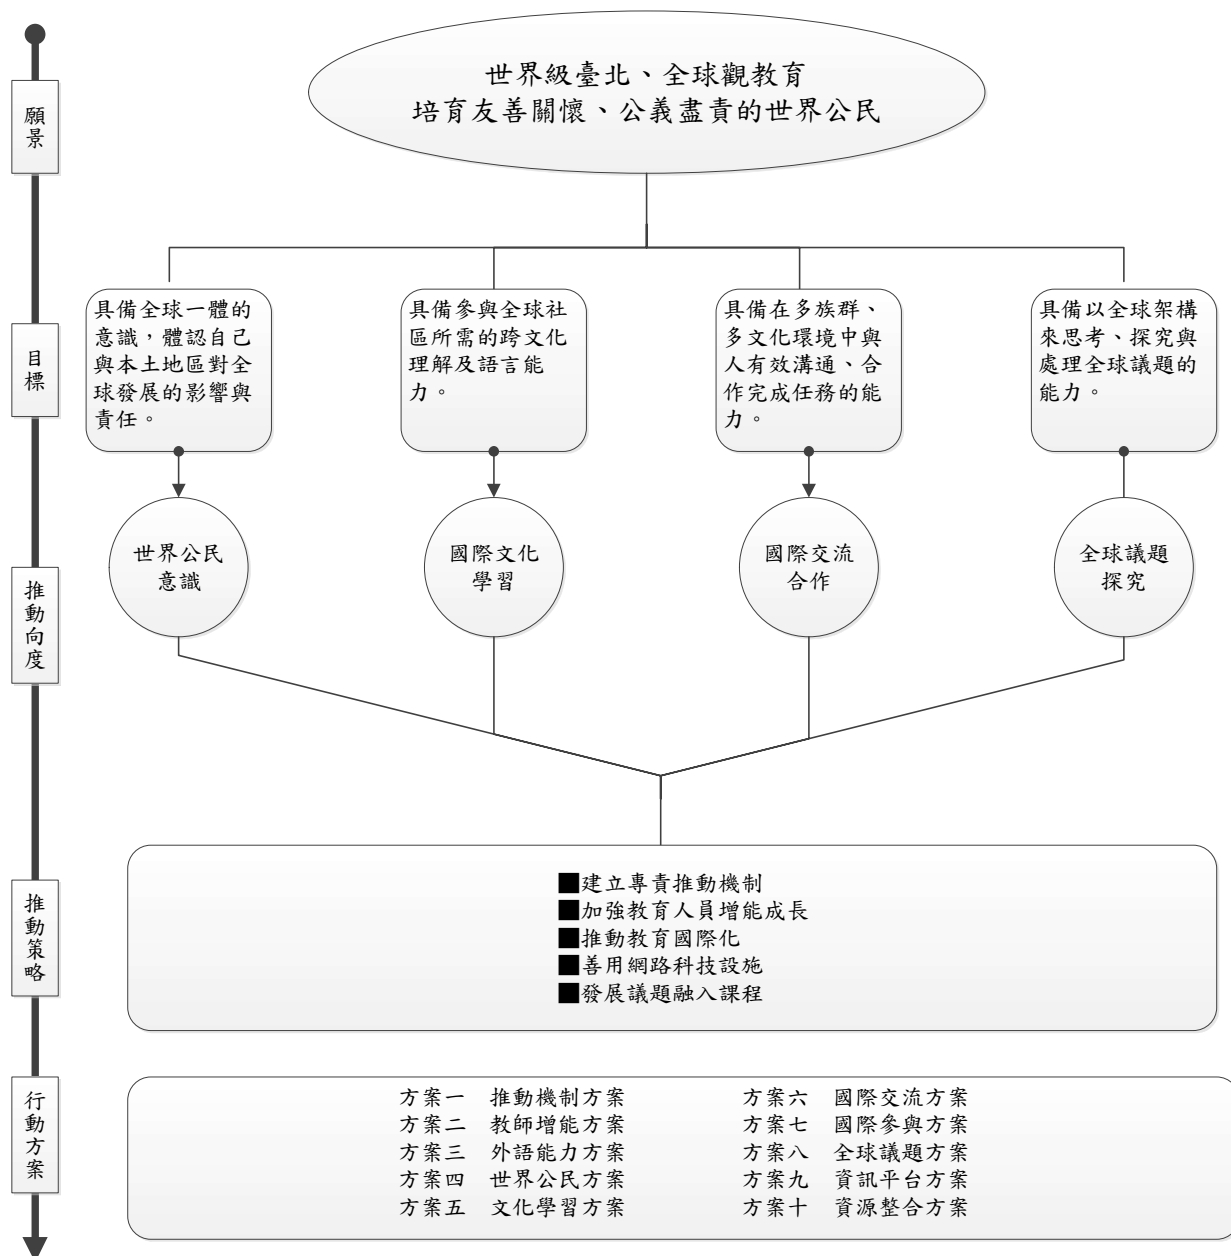 願景
世界級臺北、全球觀教育
培育友善關懷、公義盡責的世界公民
目標
具備全球一體的
意識，體認自己
與本土地區對全
球發展的影響與
責任。
具備參與全球社
區所需的跨文化
理解及語言能
力。
具備在多族群、
多文化環境中與
人有效溝通、合
作完成任務的能
力。
具備以全球架構
來思考、探究與
處理全球議題的
能力。
推動向度
世界公民
意識
國際文化
學習
國際交流
合作
全球議題
探究
推動策略
■建立專責推動機制
■加強教育人員增能成長
■推動教育國際化
■善用網路科技設施
■發展議題融入課程
行動方案
方案一 推動機制方案
方案二 教師增能方案
方案三 外語能力方案
方案四 世界公民方案
方案五 文化學習方案
方案六 國際交流方案
方案七 國際參與方案
方案八 全球議題方案
方案九 資訊平台方案
方案十 資源整合方案